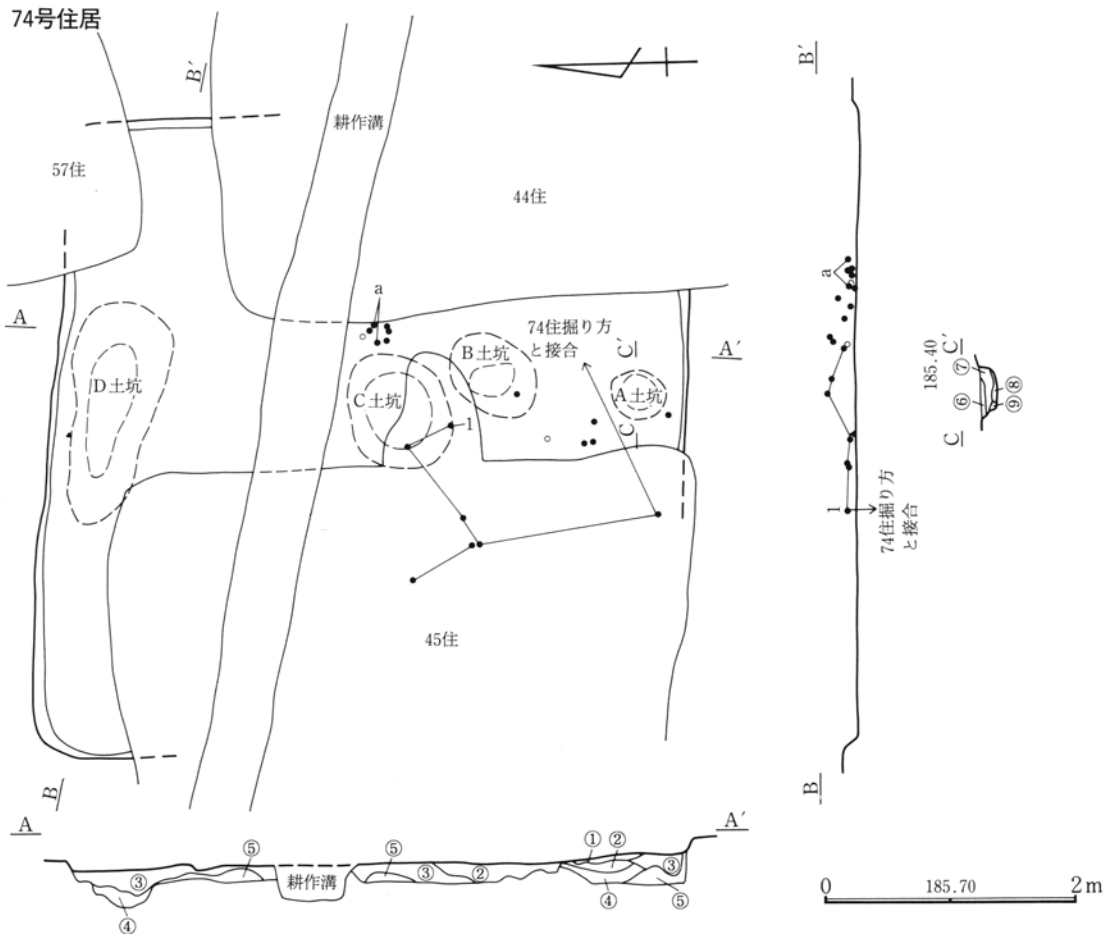 74号住居
B′
耕作溝
57住
44住
A
a
74住掘り方
と接合
C′
A′
D土坑
B土坑
C土坑
A土坑
1
C
45住
B
B′
a
1
74住掘り方
と接合
B
185.40
C′
⑦
⑥
⑧
⑨
C
A
A′
⑤
⑤
①
②
③
耕作溝
③
②
③
④
④
⑤
0
185.70
2m